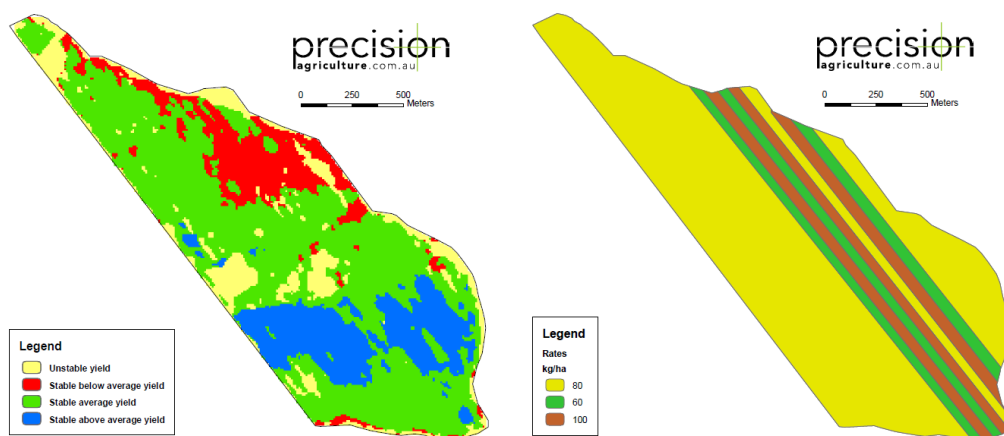 precision
agriculture.com.au
0 250 500
Meters
Legend
Unstable yield
Stable below average yield
Stable average yield
Stable above average yield
precision
agriculture.com.au
0 250 500
Meters
Legend
Rates
kg/ha
80
60
100